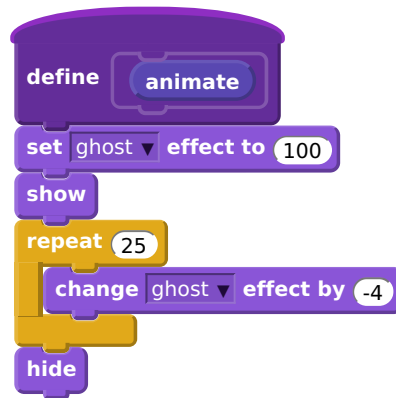 define animate
set ghost ▼ effect to 100
show
repeat 25
change ghost ▼ effect by -4
hide